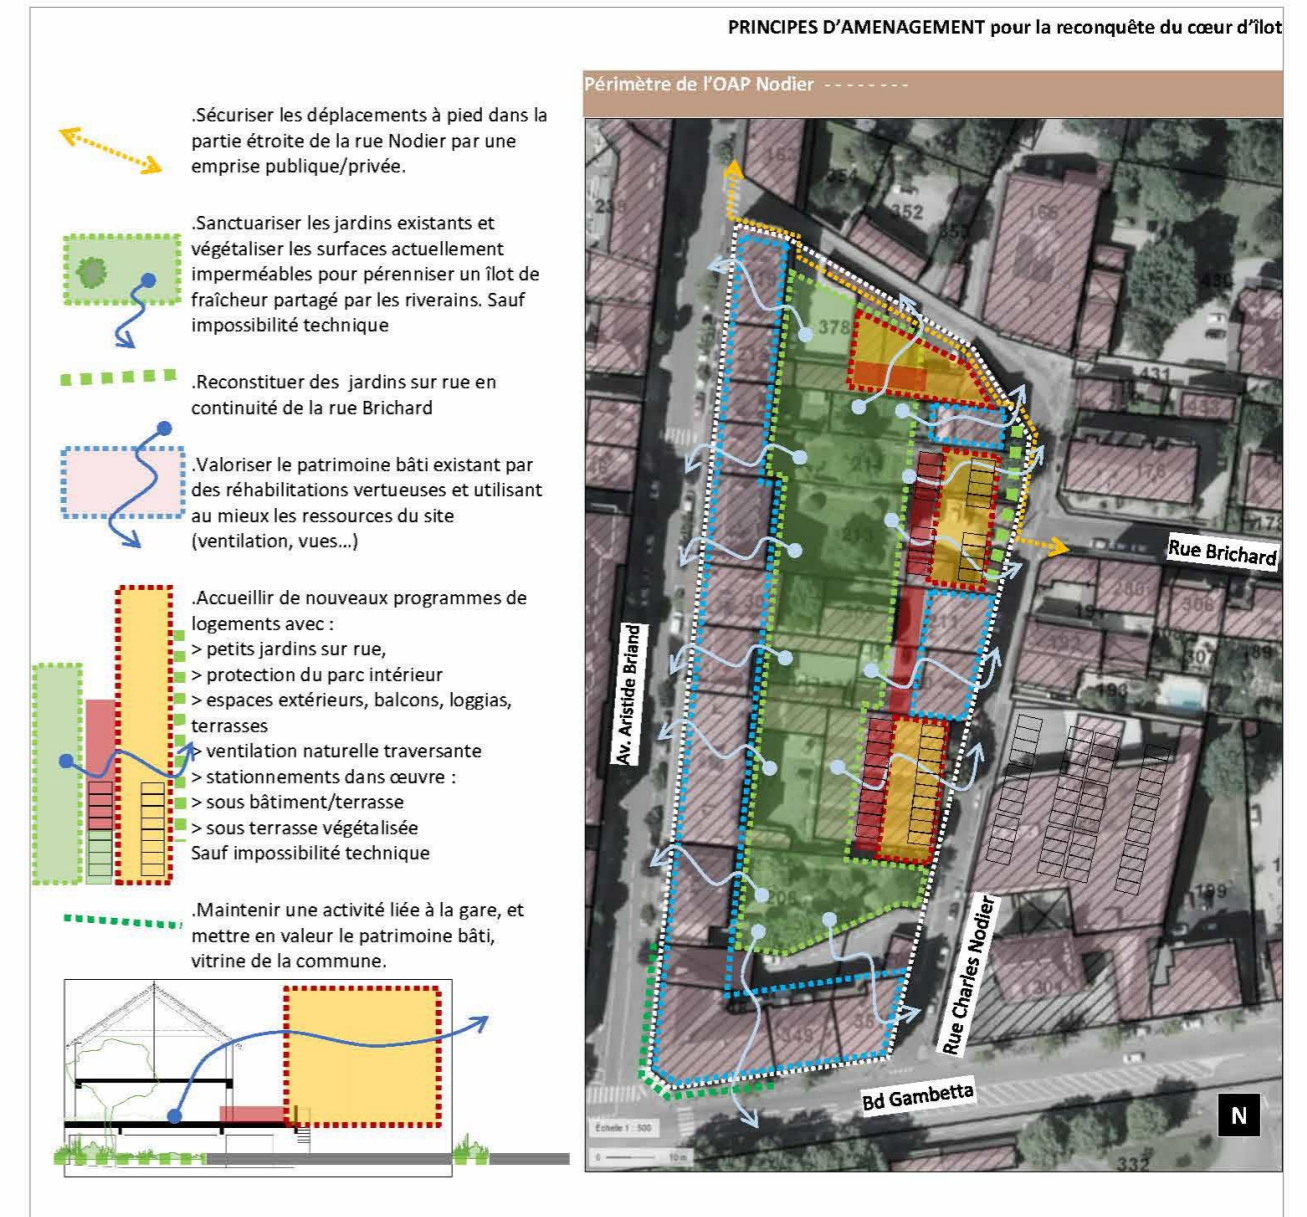 PRINCIPES D'AMENAGEMENT pour la reconquête du cœur d'îlot
Périmètre de l'OAP Nodier - - - - - - - -
.Sécuriser les déplacements à pied dans la
partie étroite de la rue Nodier par une
emprise publique/privée.
.Sanctuariser les jardins existants et
végétaliser les surfaces actuellement
imperméables pour pérenniser un îlot de
fraîcheur partagé par les riverains. Sauf
impossibilité technique
.Reconstituer des jardins sur rue en
continuité de la rue Brichard
.Valoriser le patrimoine bâti existant par
des réhabilitations vertueuses et utilisant
au mieux les ressources du site
(ventilation, vues…)
.Accueillir de nouveaux programmes de
logements avec :
> petits jardins sur rue,
> protection du parc intérieur
> espaces extérieurs, balcons, loggias,
terrasses
> ventilation naturelle traversante
> stationnements dans œuvre :
> sous bâtiment/terrasse
> sous terrasse végétalisée
Sauf impossibilité technique
.Maintenir une activité liée à la gare, et
mettre en valeur le patrimoine bâti,
vitrine de la commune.
352
378
431
Rue Brichard
307
193
Av. Aristide Briand
Rue Charles Nodier
Bd Gambetta
N
Échelle 1 : 500
0
10 m
332